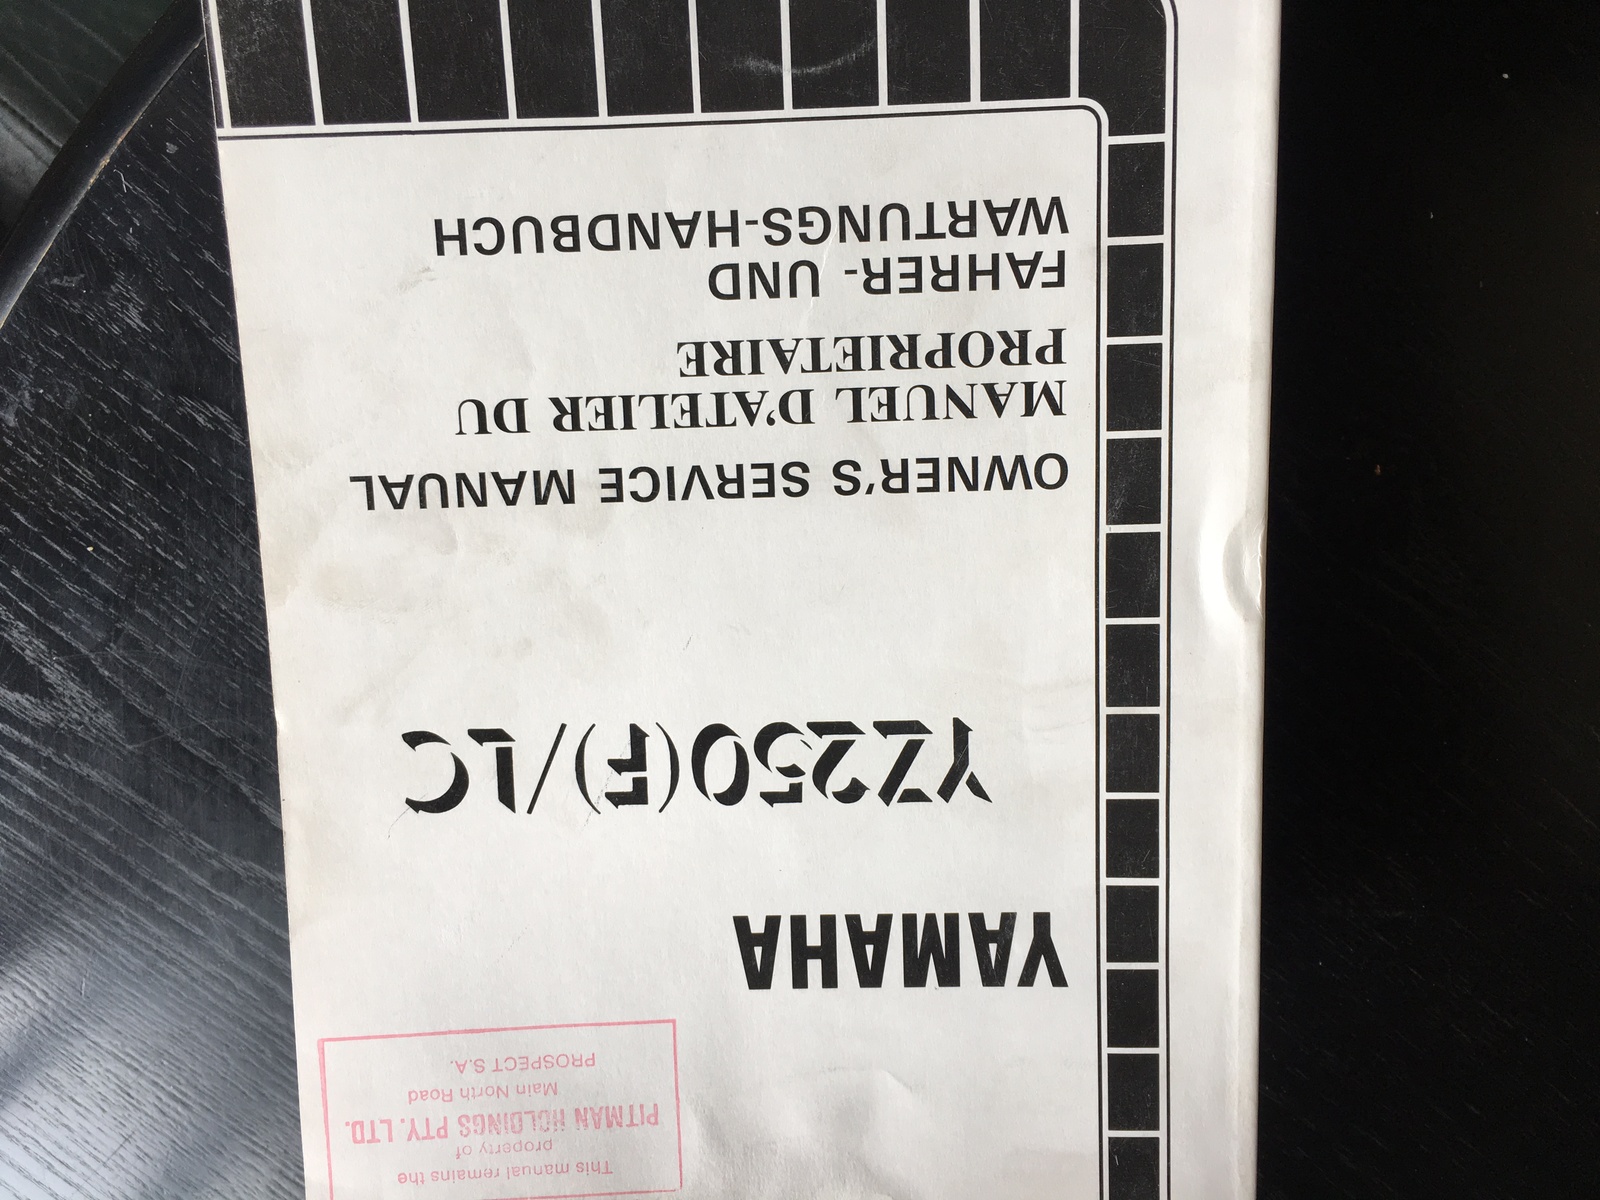 This manual remains the
property of
PITMAN HOLDINGS PTY. LTD.
Main North Road
PROSPECT S.A.
YAMAHA
YZ250(F)/LC
OWNER'S SERVICE MANUAL
MANUEL D'ATELIER DU
PROPRIETAIRE
FAHRER- UND
WARTUNGS-HANDBUCH